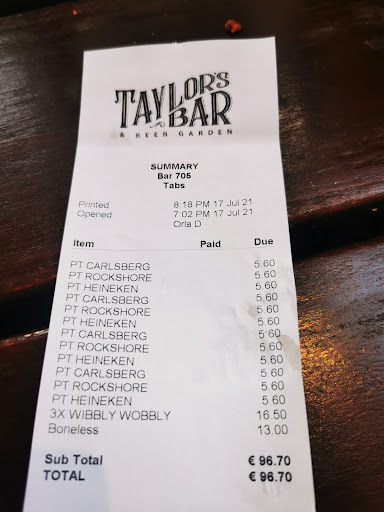 TAYLOR'S
BAR
& BEER GARDEN
SUMMARY
Bar 705
Tabs
Printed 8:18 PM 17 Jul 21
Opened 7:02 PM 17 Jul 21
Orla D
Item Paid Due
PT CARLSBERG 5.60
PT ROCKSHORE 5.60
PT HEINEKEN 5.60
PT CARLSBERG 5.60
PT ROCKSHORE 5.60
PT HEINEKEN 5.60
PT CARLSBERG 5.60
PT ROCKSHORE 5.60
PT HEINEKEN 5.60
PT CARLSBERG 5.60
PT ROCKSHORE 5.60
PT HEINEKEN 5.60
3X WIBBLY WOBBLY 16.50
Boneless 13.00
Sub Total € 96.70
TOTAL € 96.70